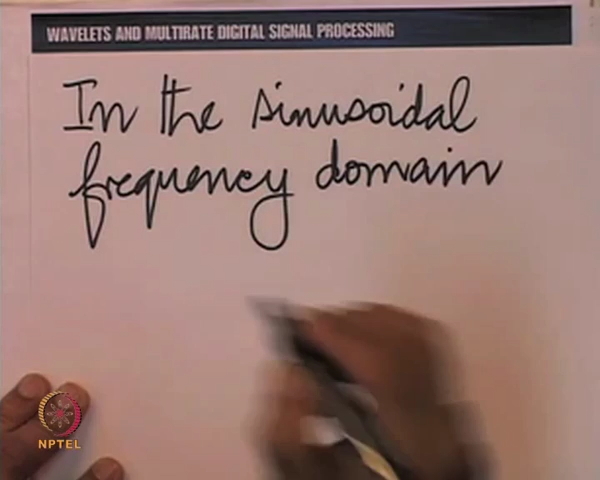 WAVELETS AND MULTIRATE DIGITAL SIGNAL PROCESSING
In the sinusoidal
frequency domain
NPTEL